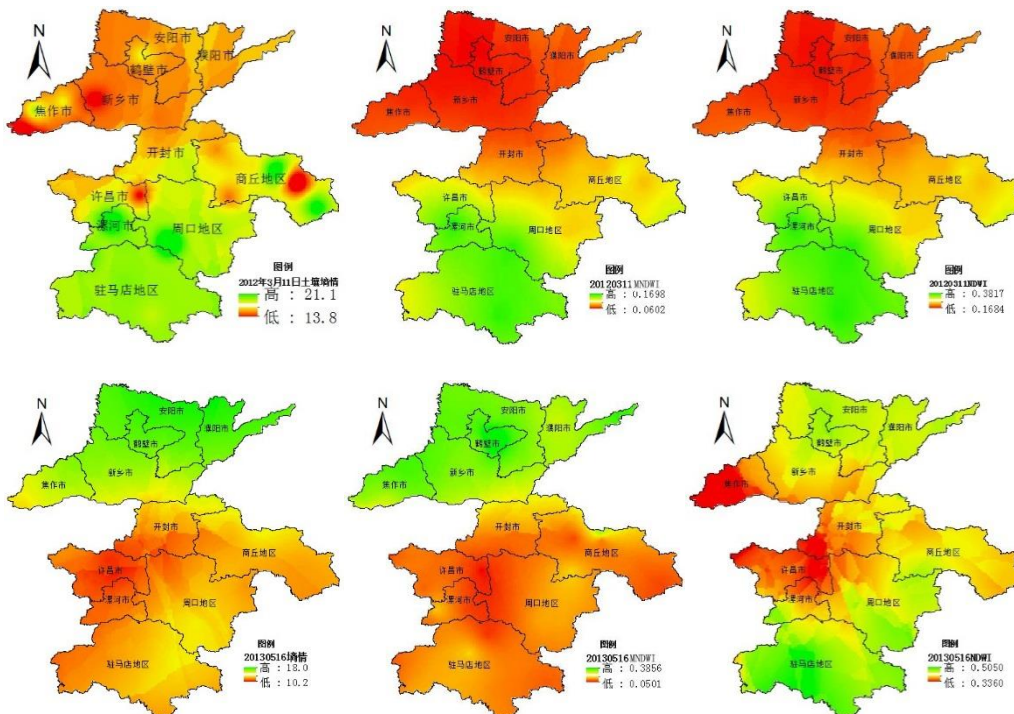 N
安阳市
濮阳市
鹤壁市
新乡市
焦作市
开封市
商丘地区
许昌市
漯河市
周口地区
驻马店地区
图例
2012年3月11日土壤墒情
高 : 21.1
低 : 13.8
N
安阳市
濮阳市
鹤壁市
新乡市
焦作市
开封市
商丘地区
许昌市
漯河市
周口地区
驻马店地区
图例
20120311MNDWI
高 : 0.1698
低 : 0.0602
N
安阳市
濮阳市
鹤壁市
新乡市
焦作市
开封市
商丘地区
许昌市
漯河市
周口地区
驻马店地区
图例
20120311NDWI
高 : 0.3817
低 : 0.1684
N
安阳市
濮阳市
鹤壁市
新乡市
焦作市
开封市
商丘地区
许昌市
漯河市
周口地区
驻马店地区
图例
20130516墒情
高 : 18.0
低 : 10.2
N
安阳市
濮阳市
鹤壁市
新乡市
焦作市
开封市
商丘地区
许昌市
漯河市
周口地区
驻马店地区
图例
20130516MNDWI
高 : 0.3856
低 : 0.0501
N
安阳市
濮阳市
鹤壁市
新乡市
焦作市
开封市
商丘地区
许昌市
漯河市
周口地区
驻马店地区
图例
20130516NDWI
高 : 0.5050
低 : 0.3360